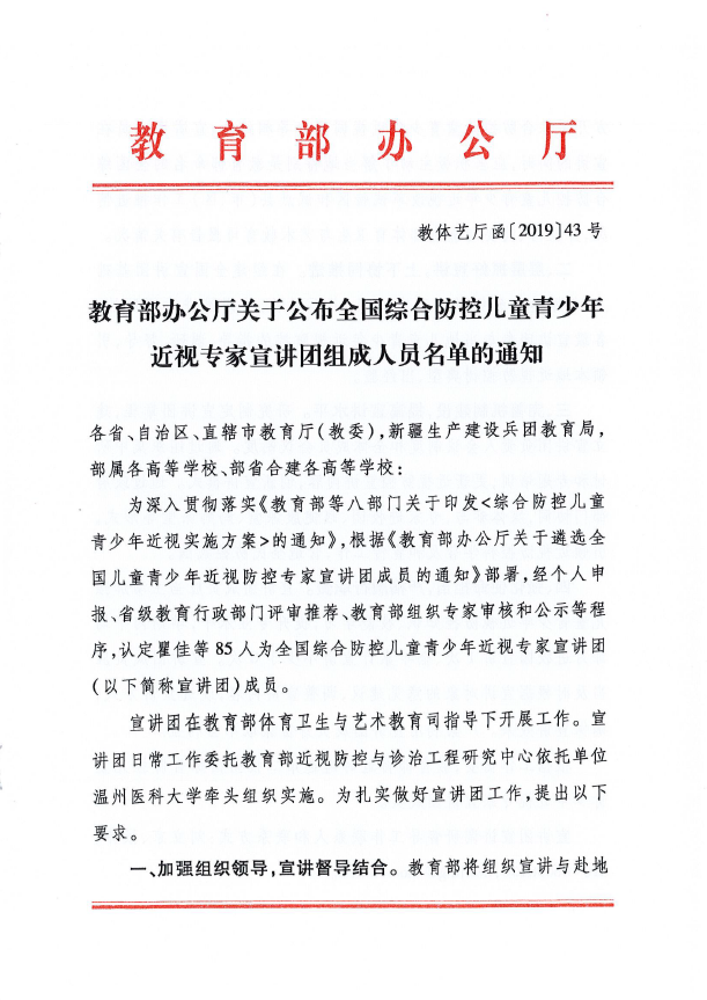 教育部办公厅
教体艺厅函〔2019〕43号
教育部办公厅关于公布全国综合防控儿童青少年
近视专家宣讲团组成人员名单的通知
各省、自治区、直辖市教育厅(教委),新疆生产建设兵团教育局,
部属各高等学校、部省合建各高等学校:
为深入贯彻落实《教育部等八部门关于印发<综合防控儿童
青少年近视实施方案>的通知》,根据《教育部办公厅关于遴选全
国儿童青少年近视防控专家宣讲团成员的通知》部署,经个人申
报、省级教育行政部门评审推荐、教育部组织专家审核和公示等程
序,认定瞿佳等85人为全国综合防控儿童青少年近视专家宣讲团
(以下简称宣讲团)成员。
宣讲团在教育部体育卫生与艺术教育司指导下开展工作。宣
讲团日常工作委托教育部近视防控与诊治工程研究中心依托单位
温州医科大学牵头组织实施。为扎实做好宣讲团工作,提出以下
要求。
一、加强组织领导,宣讲督导结合。教育部将组织宣讲与赴地